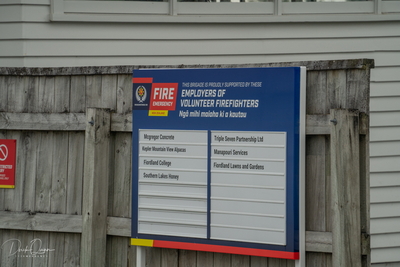 THIS BRIGADE IS PROUDLY SUPPORTED BY THESE
FIRE
EMERGENCY
EMPLOYERS OF
VOLUNTEER FIREFIGHTERS
Ngā mihi maioha ki a koutou
McGregor Concrete
Kepler Mountain View Alpacas
Fiordland College
Southern Lakes Honey
Triple Seven Partnership Ltd
Manapouri Services
Fiordland Lawns and Gardens